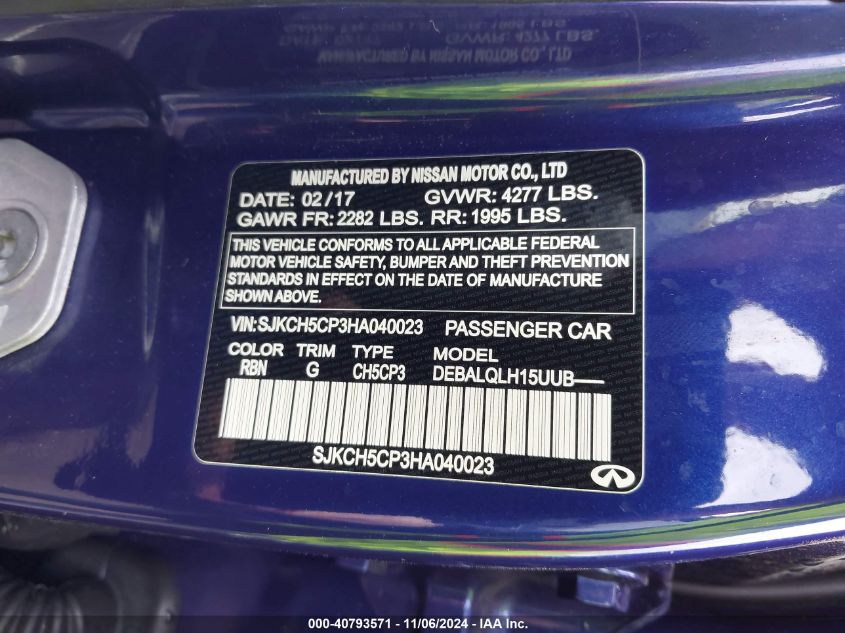 MANUFACTURED BY NISSAN MOTOR CO., LTD
DATE: 02/17 GVWR: 4277 LBS.
GAWR FR: 2282 LBS. RR: 1995 LBS.
THIS VEHICLE CONFORMS TO ALL APPLICABLE FEDERAL
MOTOR VEHICLE SAFETY, BUMPER AND THEFT PREVENTION
STANDARDS IN EFFECT ON THE DATE OF MANUFACTURE
SHOWN ABOVE.
VIN: SJKCH5CP3HA040023 PASSENGER CAR
COLOR TRIM TYPE MODEL
RBN G CH5CP3 DEBALQLH15UUB—
SJKCH5CP3HA040023
000-40793571 - 11/06/2024 - IAA Inc.